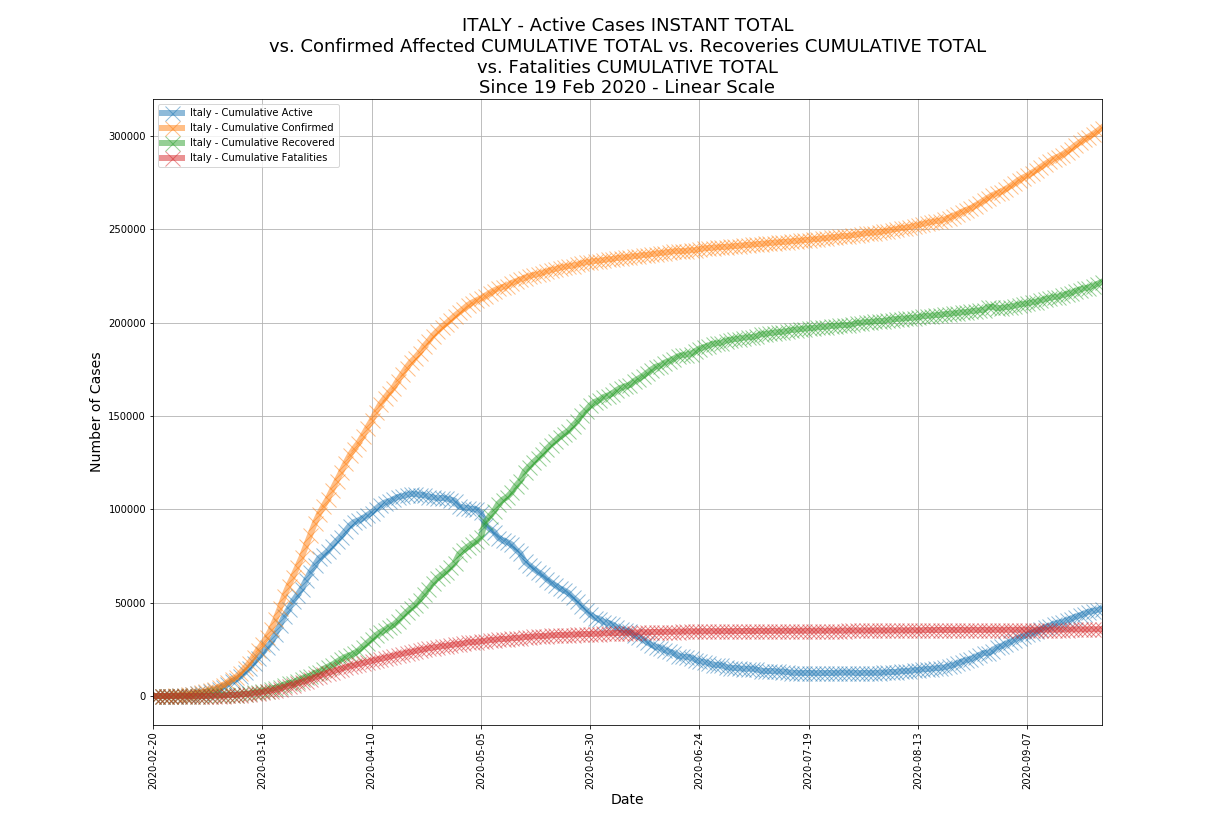 ITALY - Active Cases INSTANT TOTAL
vs. Confirmed Affected CUMULATIVE TOTAL vs. Recoveries CUMULATIVE TOTAL
vs. Fatalities CUMULATIVE TOTAL
Since 19 Feb 2020 - Linear Scale
Italy - Cumulative Active
Italy - Cumulative Confirmed
Italy - Cumulative Recovered
Italy - Cumulative Fatalities
Number of Cases
300000
250000
200000
150000
100000
50000
0
2020-02-20
2020-03-16
2020-04-10
2020-05-05
2020-05-30
2020-06-24
2020-07-19
2020-08-13
2020-09-07
Date